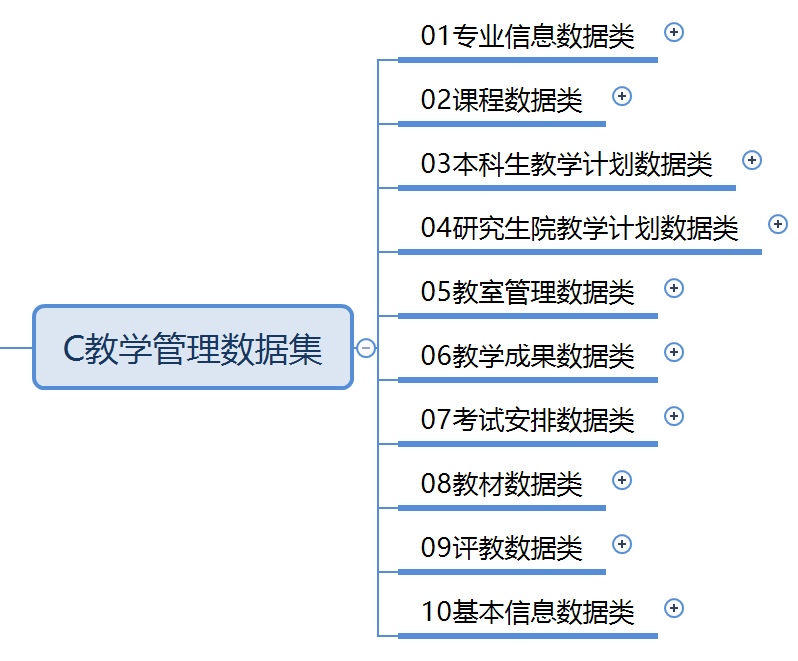 C教学管理数据集
01专业信息数据类
02课程数据类
03本科生教学计划数据类
04研究生院教学计划数据类
05教室管理数据类
06教学成果数据类
07考试安排数据类
08教材数据类
09评教数据类
10基本信息数据类